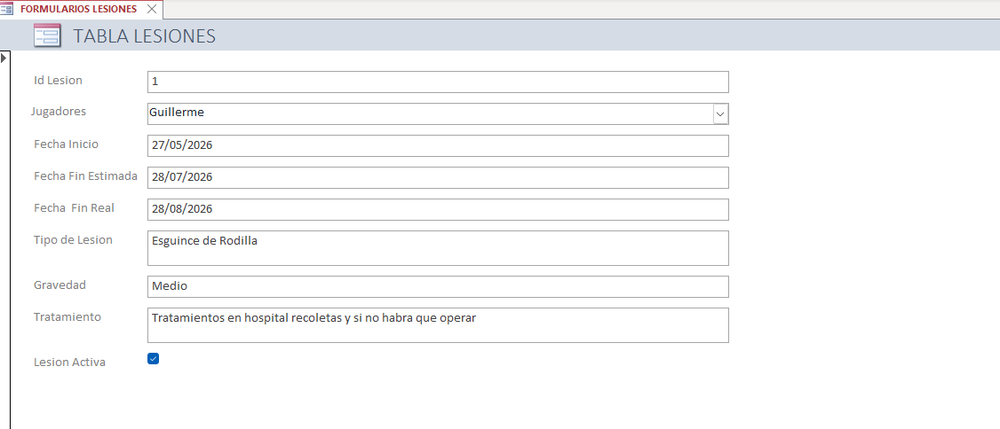 FORMULARIOS LESIONES
TABLA LESIONES
Id Lesion 1
Jugadores Guillerme
Fecha Inicio 27/05/2026
Fecha Fin Estimada 28/07/2026
Fecha Fin Real 28/08/2026
Tipo de Lesion Esguince de Rodilla
Gravedad Medio
Tratamiento Tratamientos en hospital recoletas y si no habra que operar
Lesion Activa